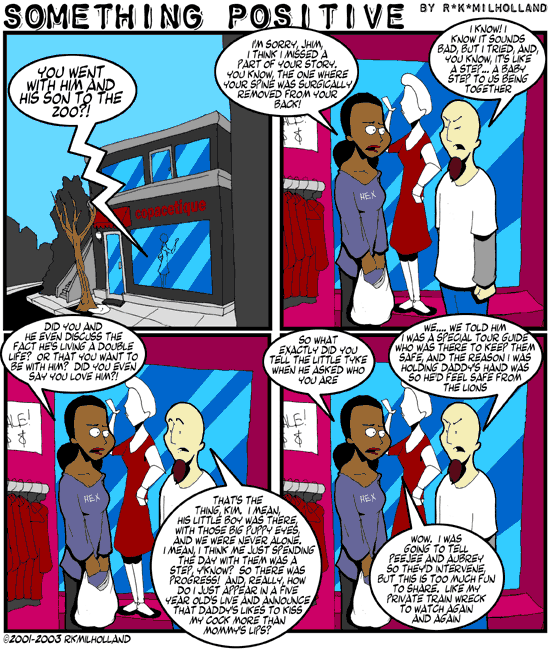 SOMETHING POSITIVE
BY R*K*MILHOLLAND
YOU WENT
WITH HIM AND
HIS SON TO THE
ZOO?!
copacetique
I'M SORRY, JHIM,
I THINK I MISSED A
PART OF YOUR STORY.
YOU KNOW, THE ONE WHERE
YOUR SPINE WAS SURGICALLY
REMOVED FROM YOUR
BACK!
I KNOW! I
KNOW IT SOUNDS
BAD, BUT I TRIED, AND,
YOU KNOW, IT'S LIKE
A STEP... A BABY
STEP TO US BEING
TOGETHER
HEX
DID YOU AND
HE EVEN DISCUSS THE
FACT HE'S LIVING A DOUBLE
LIFE? OR THAT YOU WANT TO
BE WITH HIM? DID YOU EVEN
SAY YOU LOVE HIM?!
THAT'S THE
THING, KIM. I MEAN,
HIS LITTLE BOY WAS THERE,
WITH THOSE BIG PUPPY EYES,
AND WE WERE NEVER ALONE.
I MEAN, I THINK ME JUST SPENDING
THE DAY WITH THEM WAS A
STEP, Y'KNOW? SO THERE WAS
PROGRESS! AND, REALLY, HOW
DO I JUST APPEAR IN A FIVE
YEAR OLD'S LIVE AND ANNOUNCE
THAT DADDY'S LIKES TO KISS
MY COCK MORE THAN
MOMMY'S LIPS?
ALE!
HEX
SO WHAT
EXACTLY DID YOU
TELL THE LITTLE TYKE
WHEN HE ASKED WHO
YOU ARE
WE.... WE TOLD HIM
I WAS A SPECIAL TOUR GUIDE
WHO WAS THERE TO KEEP THEM
SAFE, AND THE REASON I WAS
HOLDING DADDY'S HAND WAS
SO HE'D FEEL SAFE FROM
THE LIONS
ALE!
HEX
WOW. I WAS
GOING TO TELL
PEEJEE AND AUBREY
SO THEY'D INTERVENE,
BUT THIS IS TOO MUCH FUN
TO SHARE. LIKE MY
PRIVATE TRAIN WRECK
TO WATCH AGAIN
AND AGAIN
©2001-2003 RKMILHOLLAND